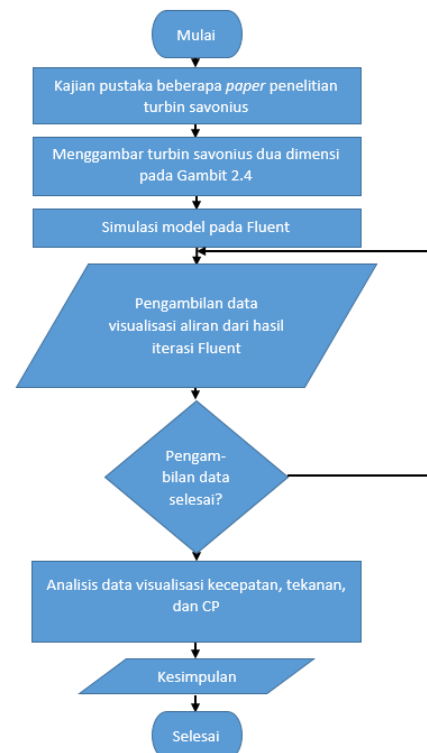 Mulai
Kajian pustaka beberapa paper penelitian
turbin savonius
Menggambar turbin savonius dua dimensi
pada Gambit 2.4
Simulasi model pada Fluent
Pengambilan data
visualisasi aliran dari hasil
iterasi Fluent
Pengam-
bilan data
selesai?
Analisis data visualisasi kecepatan, tekanan,
dan CP
Kesimpulan
Selesai